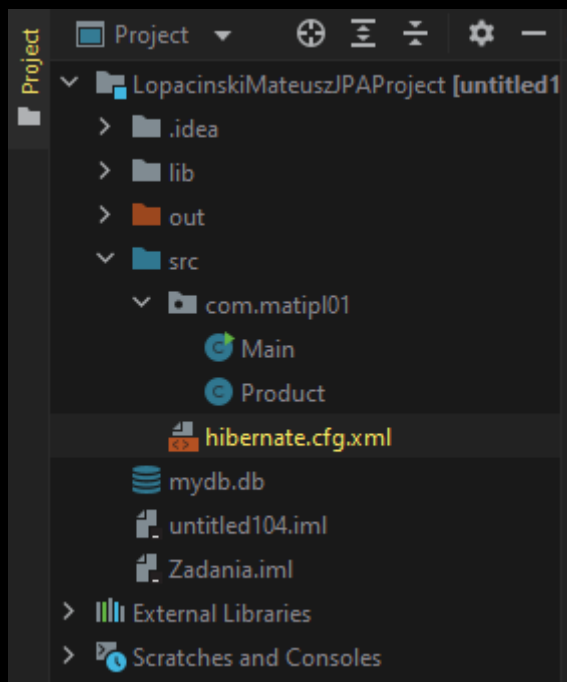 Project
Project
LopacinskiMateuszJPAProject [untitled1
.idea
lib
out
src
com.matipl01
Main
Product
hibernate.cfg.xml
mydb.db
untitled104.iml
Zadania.iml
External Libraries
Scratches and Consoles